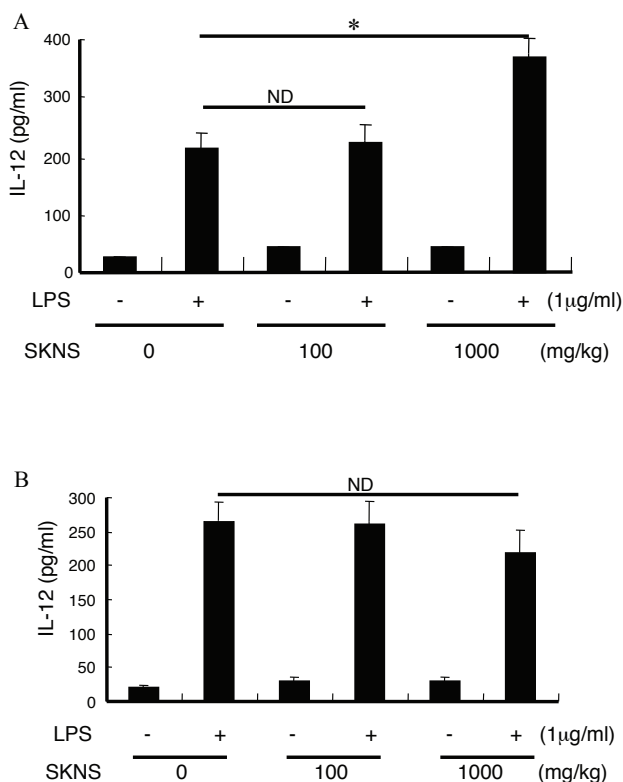 A
*
ND
IL-12 (pg/ml)
400
300
200
100
0
LPS - + - + - + (1μg/ml)
SKNS 0 100 1000 (mg/kg)
B
ND
IL-12 (pg/ml)
300
250
200
150
100
50
0
LPS - + - + - + (1μg/ml)
SKNS 0 100 1000 (mg/kg)